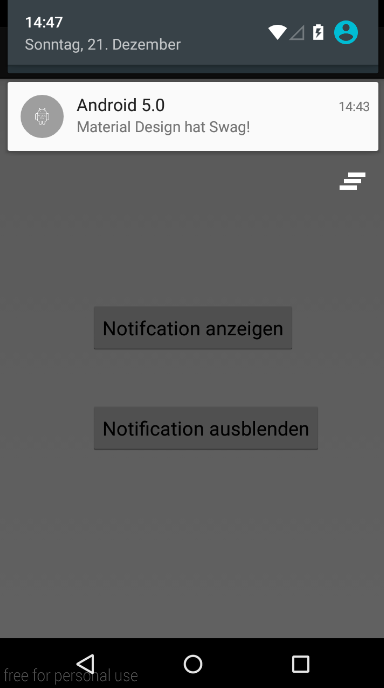 14:47
Sonntag, 21. Dezember
Android 5.0
14:43
Material Design hat Swag!
Notifcation anzeigen
Notification ausblenden
free for personal use